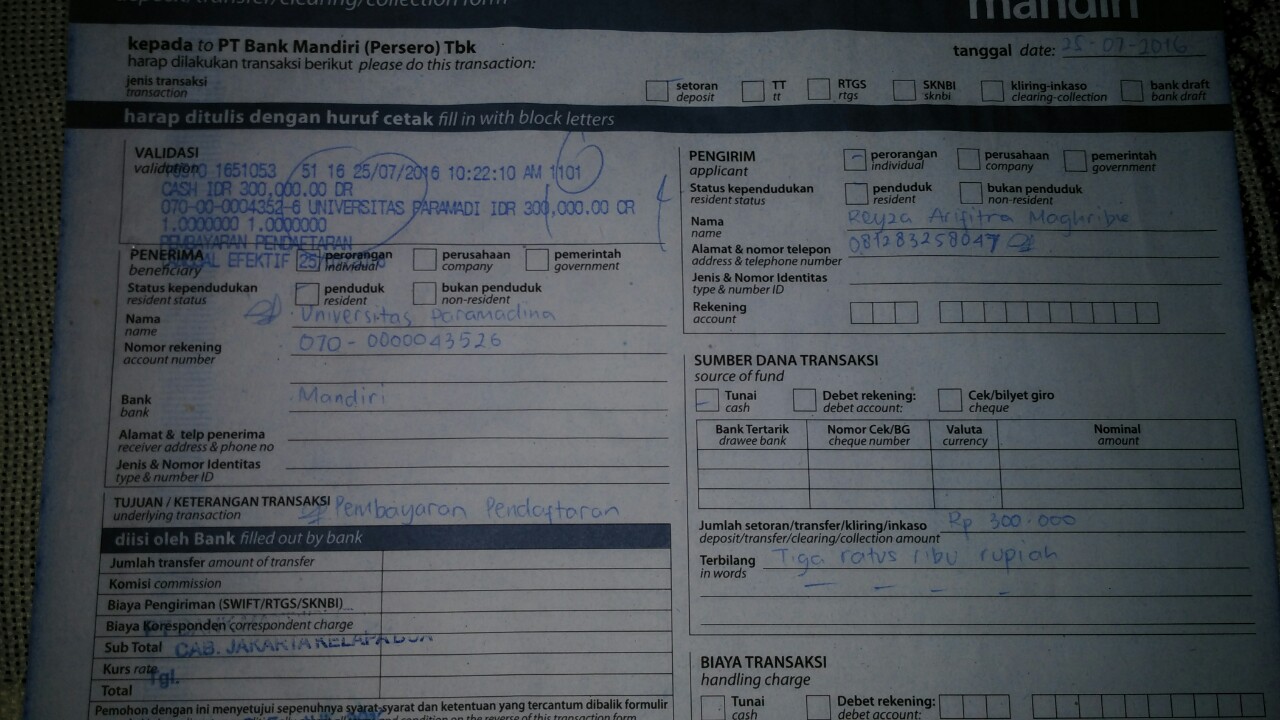 deposit/transfer/clearing/collection form
mandiri
kepada to PT Bank Mandiri (Persero) Tbk
harap dilakukan transaksi berikut please do this transaction:
tanggal date: 25-07-2016
jenis transaksi
transaction
setoran
deposit
TT
tt
RTGS
rtgs
SKNBI
sknbi
kliring-inkaso
clearing-collection
bank draft
bank draft
harap ditulis dengan huruf cetak fill in with block letters
VALIDASI
validation
1651053 51 16 25/07/2016 10:22:10 AM 1101
CASH IDR 300,000.00 DR
070-00-0004352-6 UNIVERSITAS PARAMADI IDR 300,000.00 CR
1.0000000 1.0000000
PEMBAYARAN PENDAFTARAN
EFEKTIF 25
PENERIMA
beneficiary
perorangan
individual
perusahaan
company
pemerintah
government
Status kependudukan
resident status
penduduk
resident
bukan penduduk
non-resident
Nama
name
Universitas Paramadina
Nomor rekening
account number
070-0000043526
Bank
bank
Mandiri
Alamat & telp penerima
receiver address & phone no
Jenis & Nomor Identitas
type & number ID
TUJUAN / KETERANGAN TRANSAKSI
underlying transaction
Pembayaran Pendaftaran
diisi oleh Bank filled out by bank
Jumlah transfer amount of transfer
Komisi commission
Biaya Pengiriman (SWIFT/RTGS/SKNBI)
Biaya Koresponden correspondent charge
Sub Total
CAB. JAKARTA KELAPA DUA
Kurs rate
Tgl.
Total
Pemohon dengan ini menyetujui sepenuhnya syarat-syarat dan ketentuan yang tercantum dibalik formulir
condition on the reverse of this transaction form
PENGIRIM
applicant
perorangan
individual
perusahaan
company
pemerintah
government
Status kependudukan
resident status
penduduk
resident
bukan penduduk
non-resident
Nama
name
Reyza Arifitra Maghribie
Alamat & nomor telepon
address & telephone number
081283258047
Jenis & Nomor Identitas
type & number ID
Rekening
account
SUMBER DANA TRANSAKSI
source of fund
Tunai
cash
Debet rekening:
debet account:
Cek/bilyet giro
cheque
Bank Tertarik
drawee bank
Nomor Cek/BG
cheque number
Valuta
currency
Nominal
amount
Jumlah setoran/transfer/kliring/inkaso
deposit/transfer/clearing/collection amount
Rp 300.000
Terbilang
in words
Tiga ratus ribu rupiah
BIAYA TRANSAKSI
handling charge
Tunai
cash
Debet rekening:
debet account: